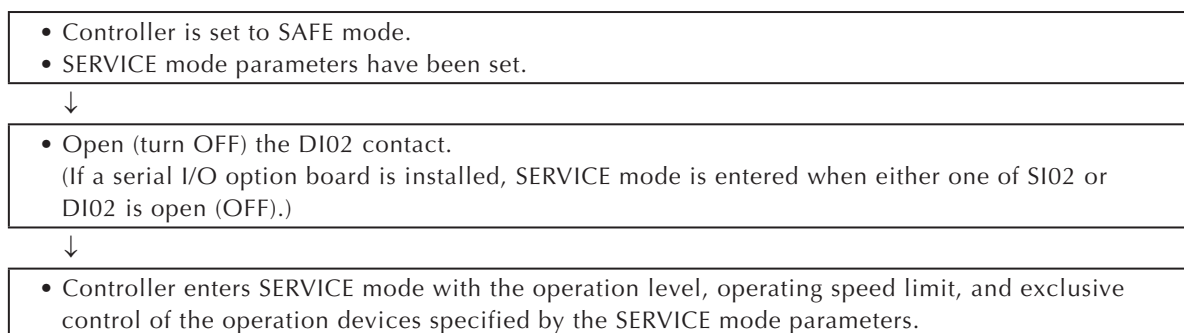 • Controller is set to SAFE mode.
• SERVICE mode parameters have been set.
↓
• Open (turn OFF) the DI02 contact.
(If a serial I/O option board is installed, SERVICE mode is entered when either one of SI02 or
DI02 is open (OFF).)
↓
• Controller enters SERVICE mode with the operation level, operating speed limit, and exclusive
control of the operation devices specified by the SERVICE mode parameters.